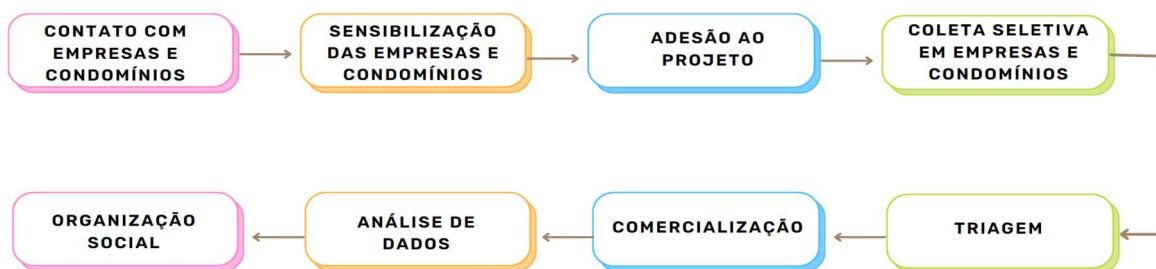 CONTATO COM
EMPRESAS E
CONDOMÍNIOS
SENSIBILIZAÇÃO
DAS EMPRESAS E
CONDOMÍNIOS
ADESÃO AO
PROJETO
COLETA SELETIVA
EM EMPRESAS E
CONDOMÍNIOS
TRIAGEM
COMERCIALIZAÇÃO
ANÁLISE DE
DADOS
ORGANIZAÇÃO
SOCIAL